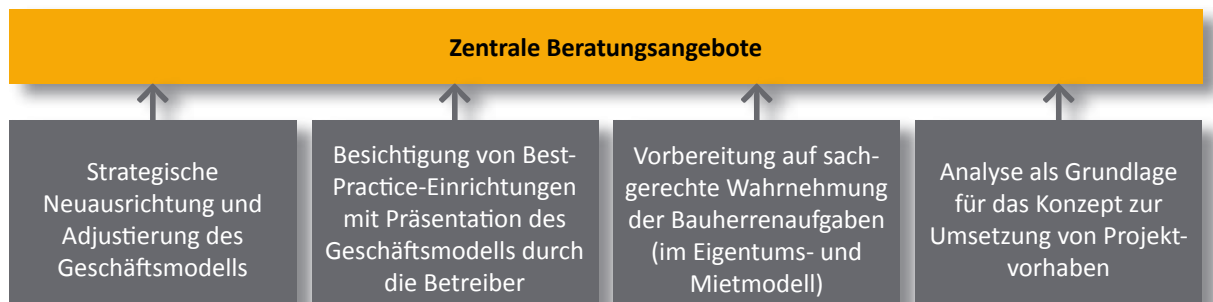 Zentrale Beratungsangebote
Strategische
Neuausrichtung und
Adjustierung des
Geschäftsmodells
Besichtigung von Best-
Practice-Einrichtungen
mit Präsentation des
Geschäftsmodells durch
die Betreiber
Vorbereitung auf sach-
gerechte Wahrnehmung
der Bauherrenaufgaben
(im Eigentums- und
Mietmodell)
Analyse als Grundlage
für das Konzept zur
Umsetzung von Projekt-
vorhaben